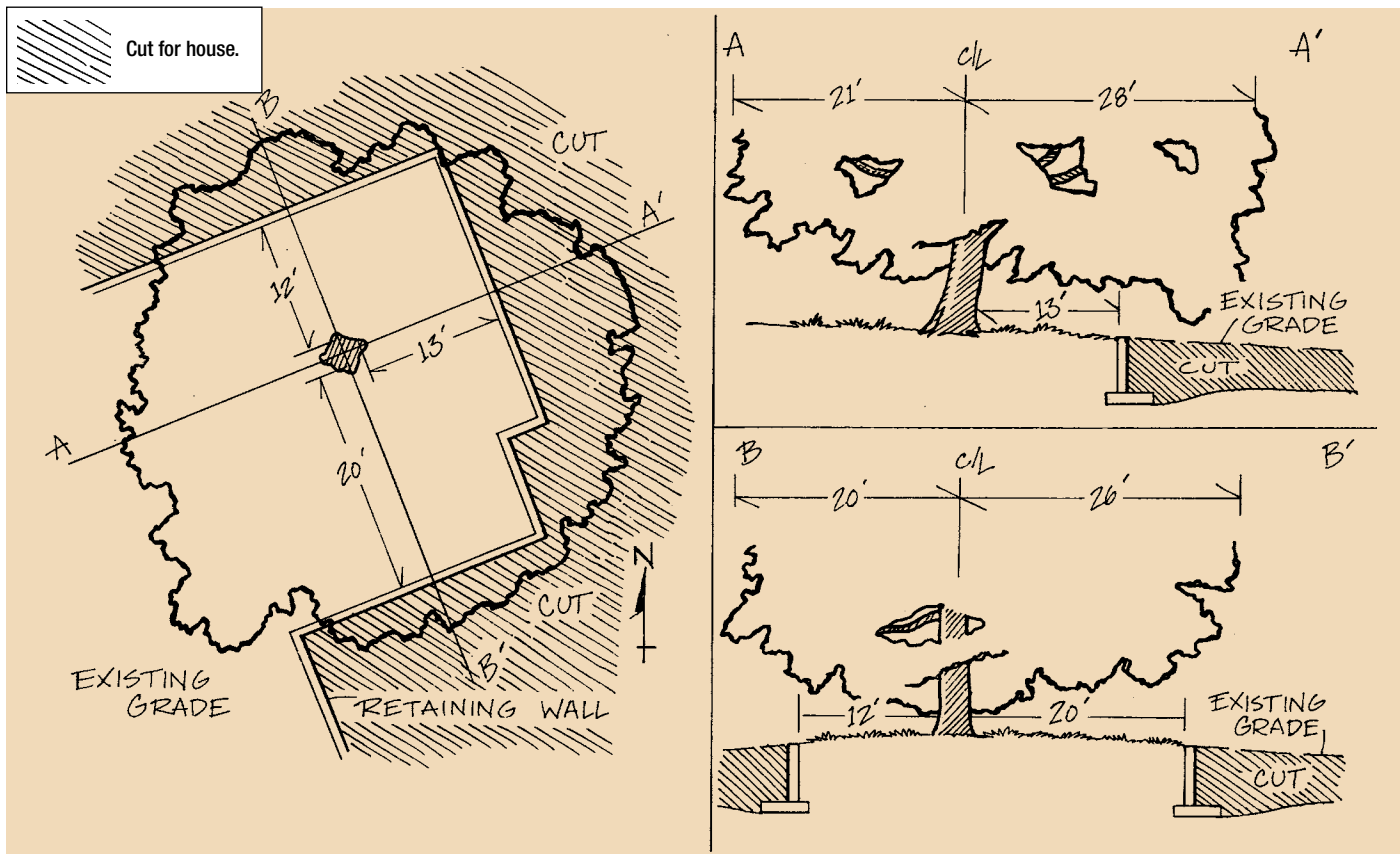 Cut for house.
B
CUT
A'
12'
13'
A
20'
N
CUT
B'
EXISTING
GRADE
RETAINING WALL
A
C/L
A'
21'
28'
13'
EXISTING
GRADE
CUT
B
C/L
B'
20'
26'
12'
20'
EXISTING
GRADE
CUT